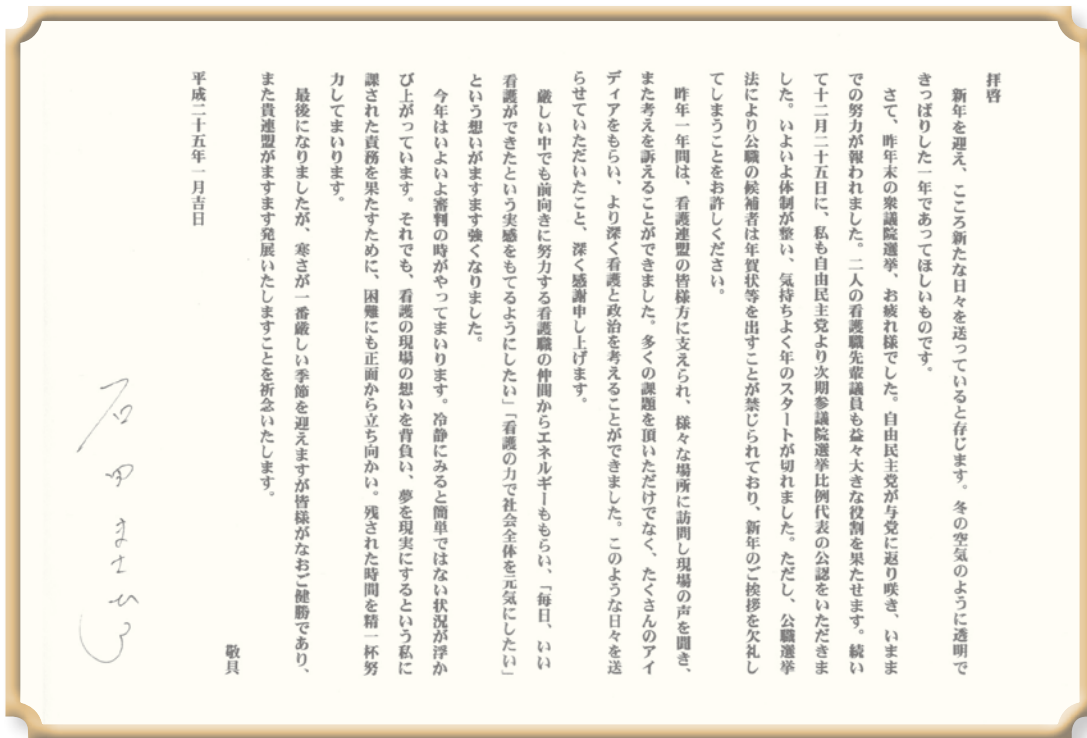 拝啓
新年を迎え、こころ新たな日々を送っていると存じます。冬の空気のように透明で
きっぱりした一年であってほしいものです。
さて、昨年末の衆議院選挙、お疲れ様でした。自由民主党が与党に返り咲き、いまま
での努力が報われました。二人の看護職先輩議員も益々大きな役割を果たせます。続い
て十二月二十五日に、私も自由民主党より次期参議院選挙比例代表の公認をいただきま
した。いよいよ体制が整い、気持ちよく年のスタートが切れました。ただし、公職選挙
法により公職の候補者は年賀状等を出すことが禁じられており、新年のご挨拶を欠礼し
てしまうことをお許しください。
昨年一年間は、看護連盟の皆様方に支えられ、様々な場所に訪問し現場の声を聞き、
また考えを訴えることができました。多くの課題を頂いただけでなく、たくさんのアイ
ディアをもらい、より深く看護と政治を考えることができました。このような日々を送
らせていただいたこと、深く感謝申し上げます。
厳しい中でも前向きに努力する看護職の仲間からエネルギーももらい、「毎日、いい
看護ができたという実感をもてるようにしたい」「看護の力で社会全体を元気にしたい」
という想いがますます強くなりました。
今年はいよいよ審判の時がやってまいります。冷静にみると簡単ではない状況が浮か
び上がっています。それでも、看護の現場の想いを背負い、夢を現実にするという私に
課された責務を果たすために、困難にも正面から立ち向かい。残された時間を精一杯努
力してまいります。
最後になりましたが、寒さが一番厳しい季節を迎えますが皆様がなおご健勝であり、
また貴連盟がますます発展いたしますことを祈念いたします。
敬具
平成二十五年一月吉日
石田まさひろ